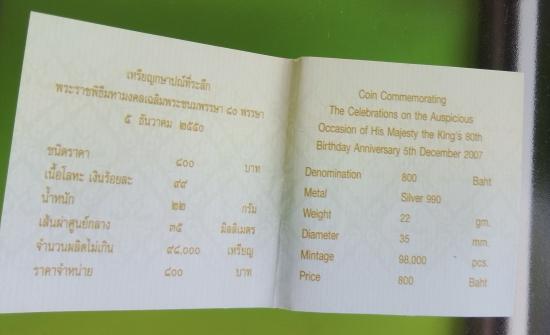 เหรียญกษาปณ์ที่ระลึก
พระราชพิธีมหามงคลเฉลิมพระชนมพรรษา ๘๐ พรรษา
๕ ธันวาคม ๒๕๕๐
ชนิดราคา ๘๐๐ บาท
เนื้อโลหะ เงินร้อยละ ๙๙
น้ำหนัก ๒๒ กรัม
เส้นผ่าศูนย์กลาง ๓๕ มิลลิเมตร
จำนวนผลิตไม่เกิน ๙๘,๐๐๐ เหรียญ
ราคาจำหน่าย ๘๐๐ บาท
Coin Commemorating
The Celebrations on the Auspicious
Occasion of His Majesty the King's 80th
Birthday Anniversary 5th December 2007
Denomination 800 Baht
Metal Silver 990
Weight 22 gm.
Diameter 35 mm.
Mintage 98,000 pcs.
Price 800 Baht